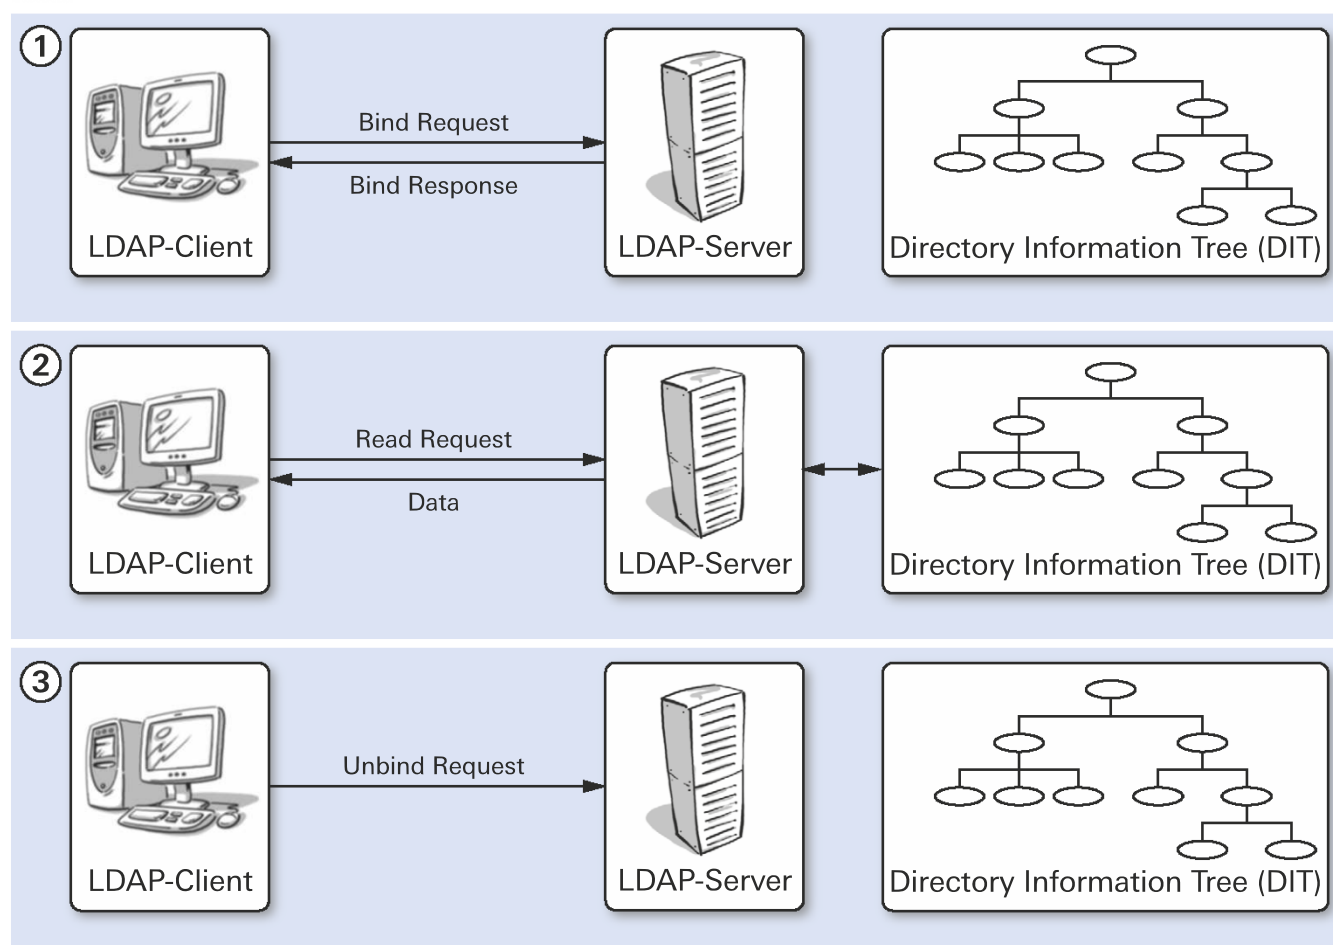 1
Bind Request
Bind Response
LDAP-Client
LDAP-Server
Directory Information Tree (DIT)
2
Read Request
Data
LDAP-Client
LDAP-Server
Directory Information Tree (DIT)
3
Unbind Request
LDAP-Client
LDAP-Server
Directory Information Tree (DIT)